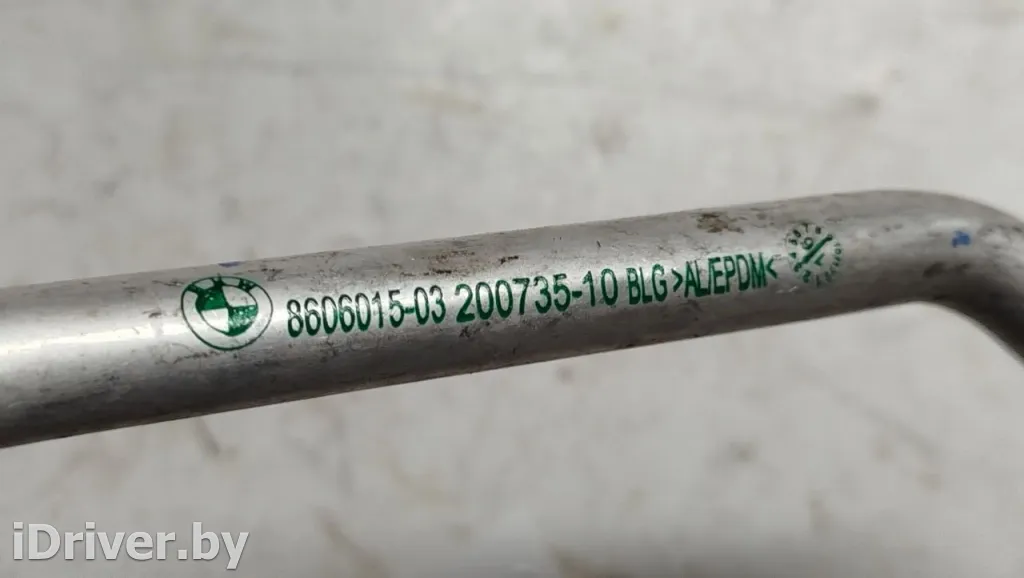 8606015-03 200735-10 BLG >AL/EPDM<
iDriver.by